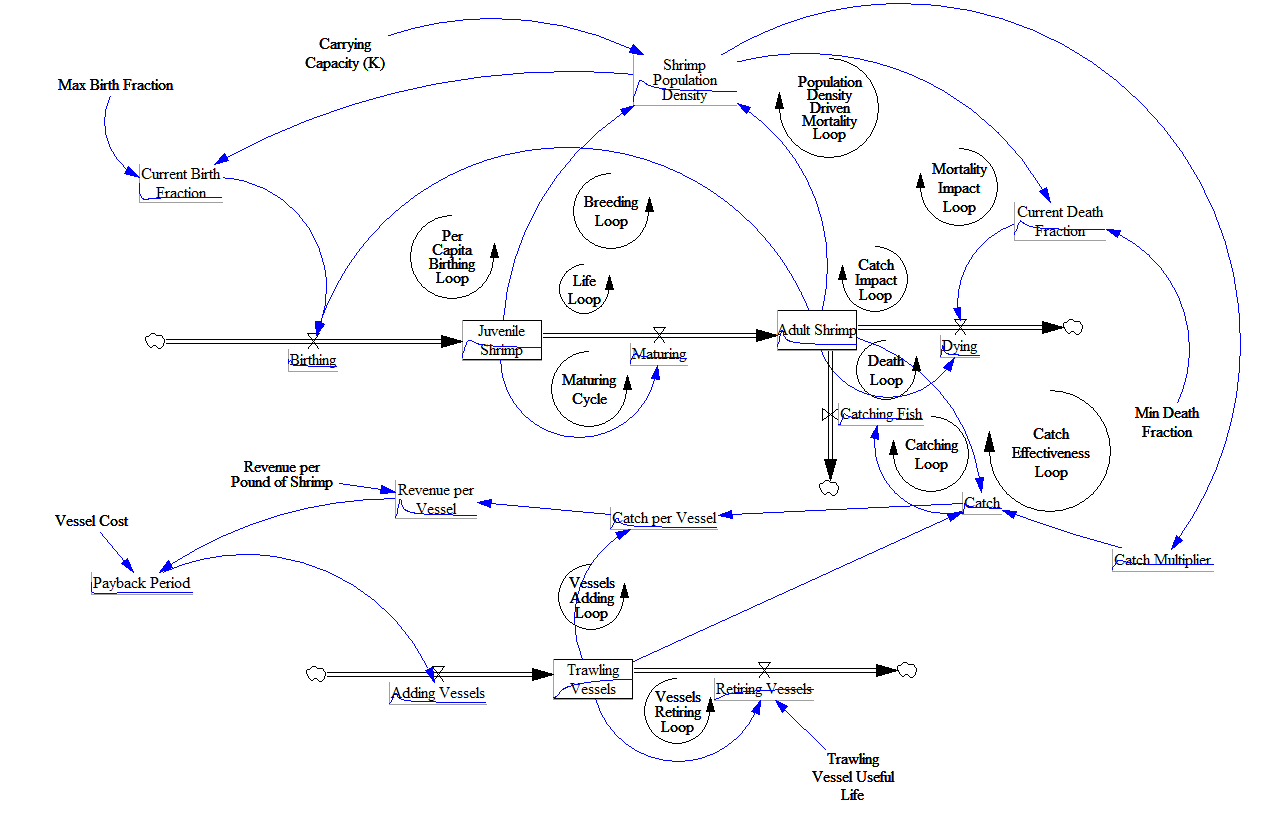 Carrying
Capacity (K)
Shrimp
Population
Density
Max Birth Fraction
Population
Density
Driven
Mortality
Loop
Current Birth
Fraction
Breeding
Loop
Mortality
Impact
Loop
Current Death
Fraction
Per
Capita
Birthing
Loop
Life
Loop
Catch
Impact
Loop
Juvenile
Shrimp
Adult Shrimp
Birthing
Maturing
Dying
Maturing
Cycle
Death
Loop
Catching Fish
Min Death
Fraction
Catching
Loop
Catch
Effectiveness
Loop
Revenue per
Pound of Shrimp
Revenue per
Vessel
Catch
Vessel Cost
Catch per Vessel
Catch Multiplier
Payback Period
Vessels
Adding
Loop
Trawling
Vessels
Adding Vessels
Retiring Vessels
Vessels
Retiring
Loop
Trawling
Vessel Useful
Life